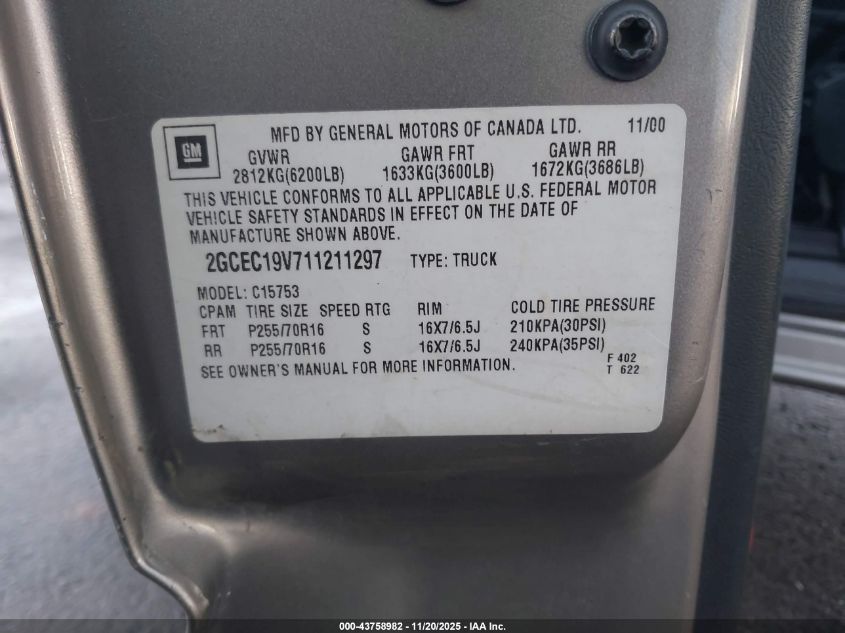 MFD BY GENERAL MOTORS OF CANADA LTD. 11/00
GM
GVWR GAWR FRT GAWR RR
2812KG(6200LB) 1633KG(3600LB) 1672KG(3686LB)
THIS VEHICLE CONFORMS TO ALL APPLICABLE U.S. FEDERAL MOTOR
VEHICLE SAFETY STANDARDS IN EFFECT ON THE DATE OF
MANUFACTURE SHOWN ABOVE.
2GCEC19V711211297 TYPE: TRUCK
MODEL: C15753
CPAM TIRE SIZE SPEED RTG RIM COLD TIRE PRESSURE
FRT P255/70R16 S 16X7/6.5J 210KPA(30PSI)
RR P255/70R16 S 16X7/6.5J 240KPA(35PSI)
SEE OWNER'S MANUAL FOR MORE INFORMATION.
F 402
T 622
000-43758982 | 11/20/2025 - IAA Inc.